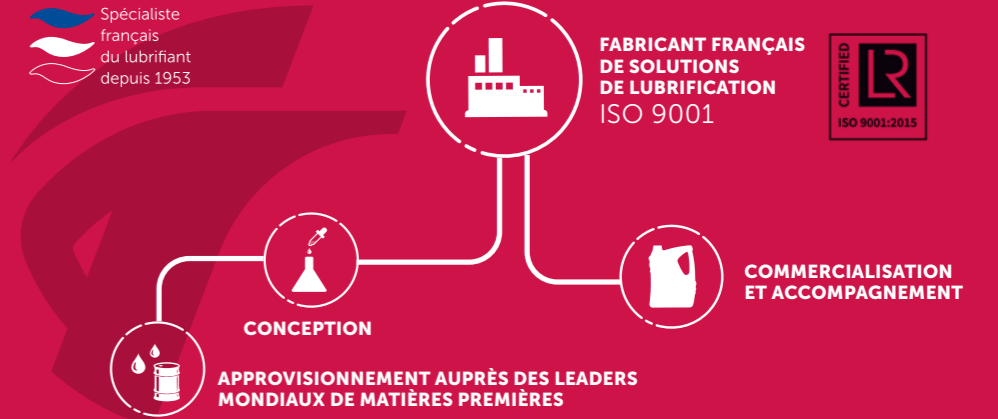 Spécialiste
français
du lubrifiant
depuis 1953
FABRICANT FRANÇAIS
DE SOLUTIONS
DE LUBRIFICATION
ISO 9001
CERTIFIED
LR
ISO 9001:2015
COMMERCIALISATION
ET ACCOMPAGNEMENT
CONCEPTION
APPROVISIONNEMENT AUPRÈS DES LEADERS
MONDIAUX DE MATIÈRES PREMIÈRES